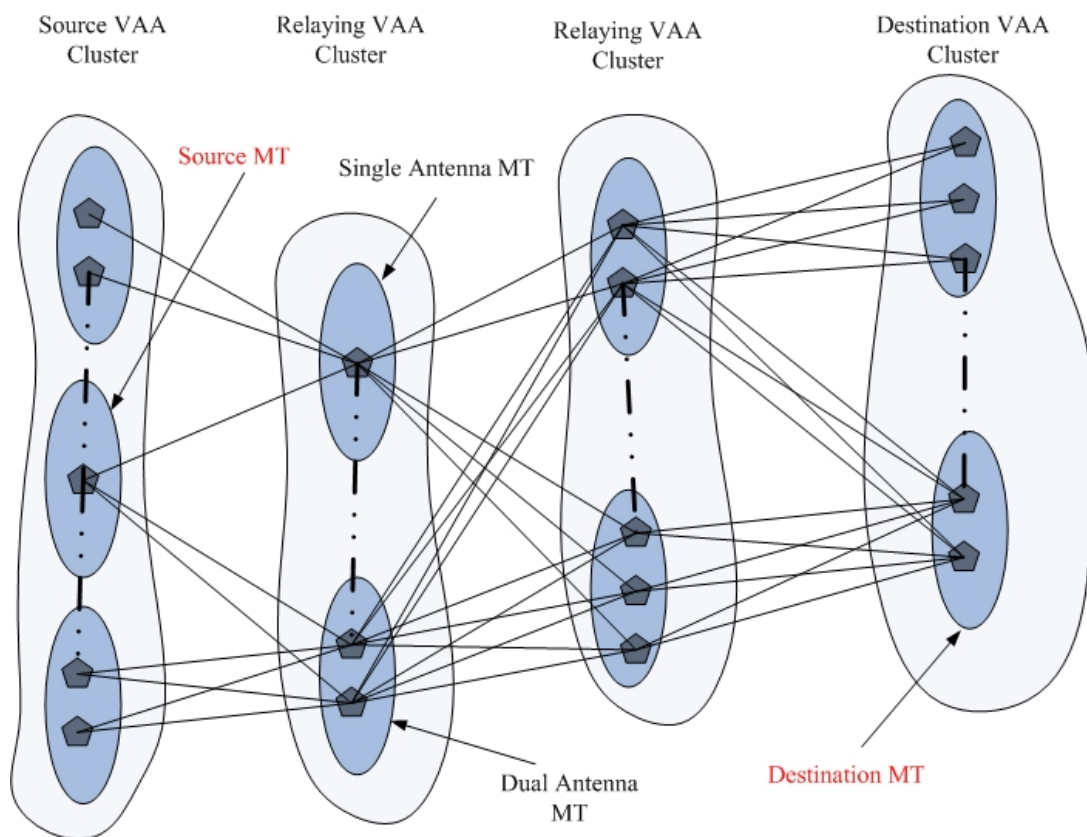 Source VAA
Cluster
Relaying VAA
Cluster
Relaying VAA
Cluster
Destination VAA
Cluster
Source MT
Single Antenna MT
Dual Antenna
MT
Destination MT